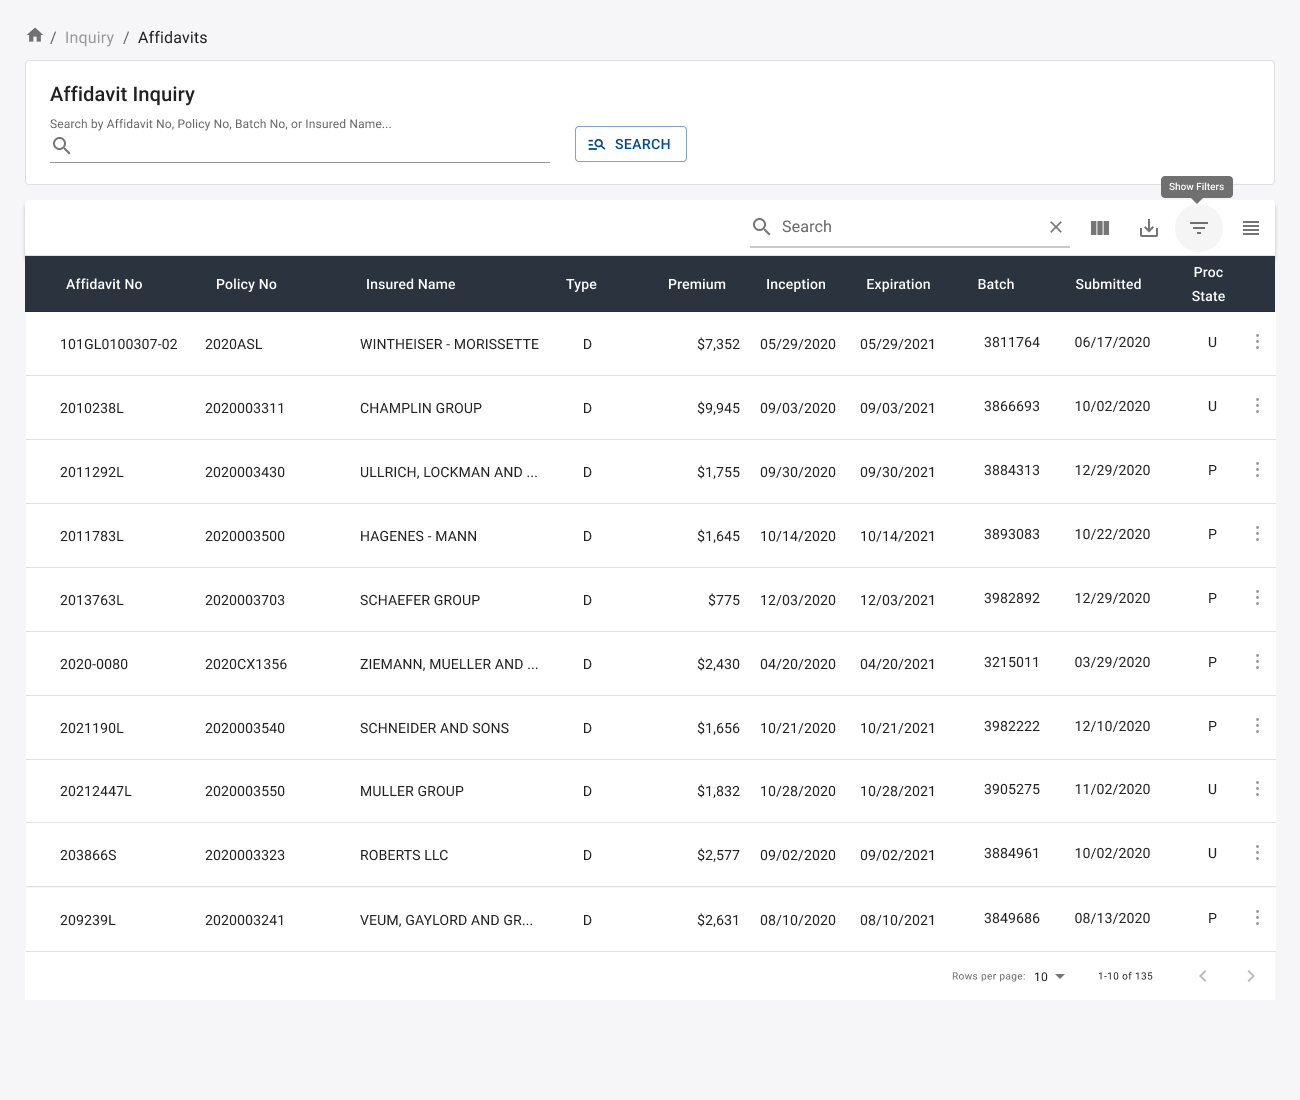 / Inquiry / Affidavits
Affidavit Inquiry
Search by Affidavit No, Policy No, Batch No, or Insured Name...
SEARCH
Show Filters
Search
Affidavit No Policy No Insured Name Type Premium Inception Expiration Batch Submitted Proc State
101GL0100307-02 2020ASL WINTHEISER - MORISSETTE D $7,352 05/29/2020 05/29/2021 3811764 06/17/2020 U
2010238L 2020003311 CHAMPLIN GROUP D $9,945 09/03/2020 09/03/2021 3866693 10/02/2020 U
2011292L 2020003430 ULLRICH, LOCKMAN AND ... D $1,755 09/30/2020 09/30/2021 3884313 12/29/2020 P
2011783L 2020003500 HAGENES - MANN D $1,645 10/14/2020 10/14/2021 3893083 10/22/2020 P
2013763L 2020003703 SCHAEFER GROUP D $775 12/03/2020 12/03/2021 3982892 12/29/2020 P
2020-0080 2020CX1356 ZIEMANN, MUELLER AND ... D $2,430 04/20/2020 04/20/2021 3215011 03/29/2020 P
2021190L 2020003540 SCHNEIDER AND SONS D $1,656 10/21/2020 10/21/2021 3982222 12/10/2020 P
20212447L 2020003550 MULLER GROUP D $1,832 10/28/2020 10/28/2021 3905275 11/02/2020 U
203866S 2020003323 ROBERTS LLC D $2,577 09/02/2020 09/02/2021 3884961 10/02/2020 U
209239L 2020003241 VEUM, GAYLORD AND GR... D $2,631 08/10/2020 08/10/2021 3849686 08/13/2020 P
Rows per page: 10 1-10 of 135